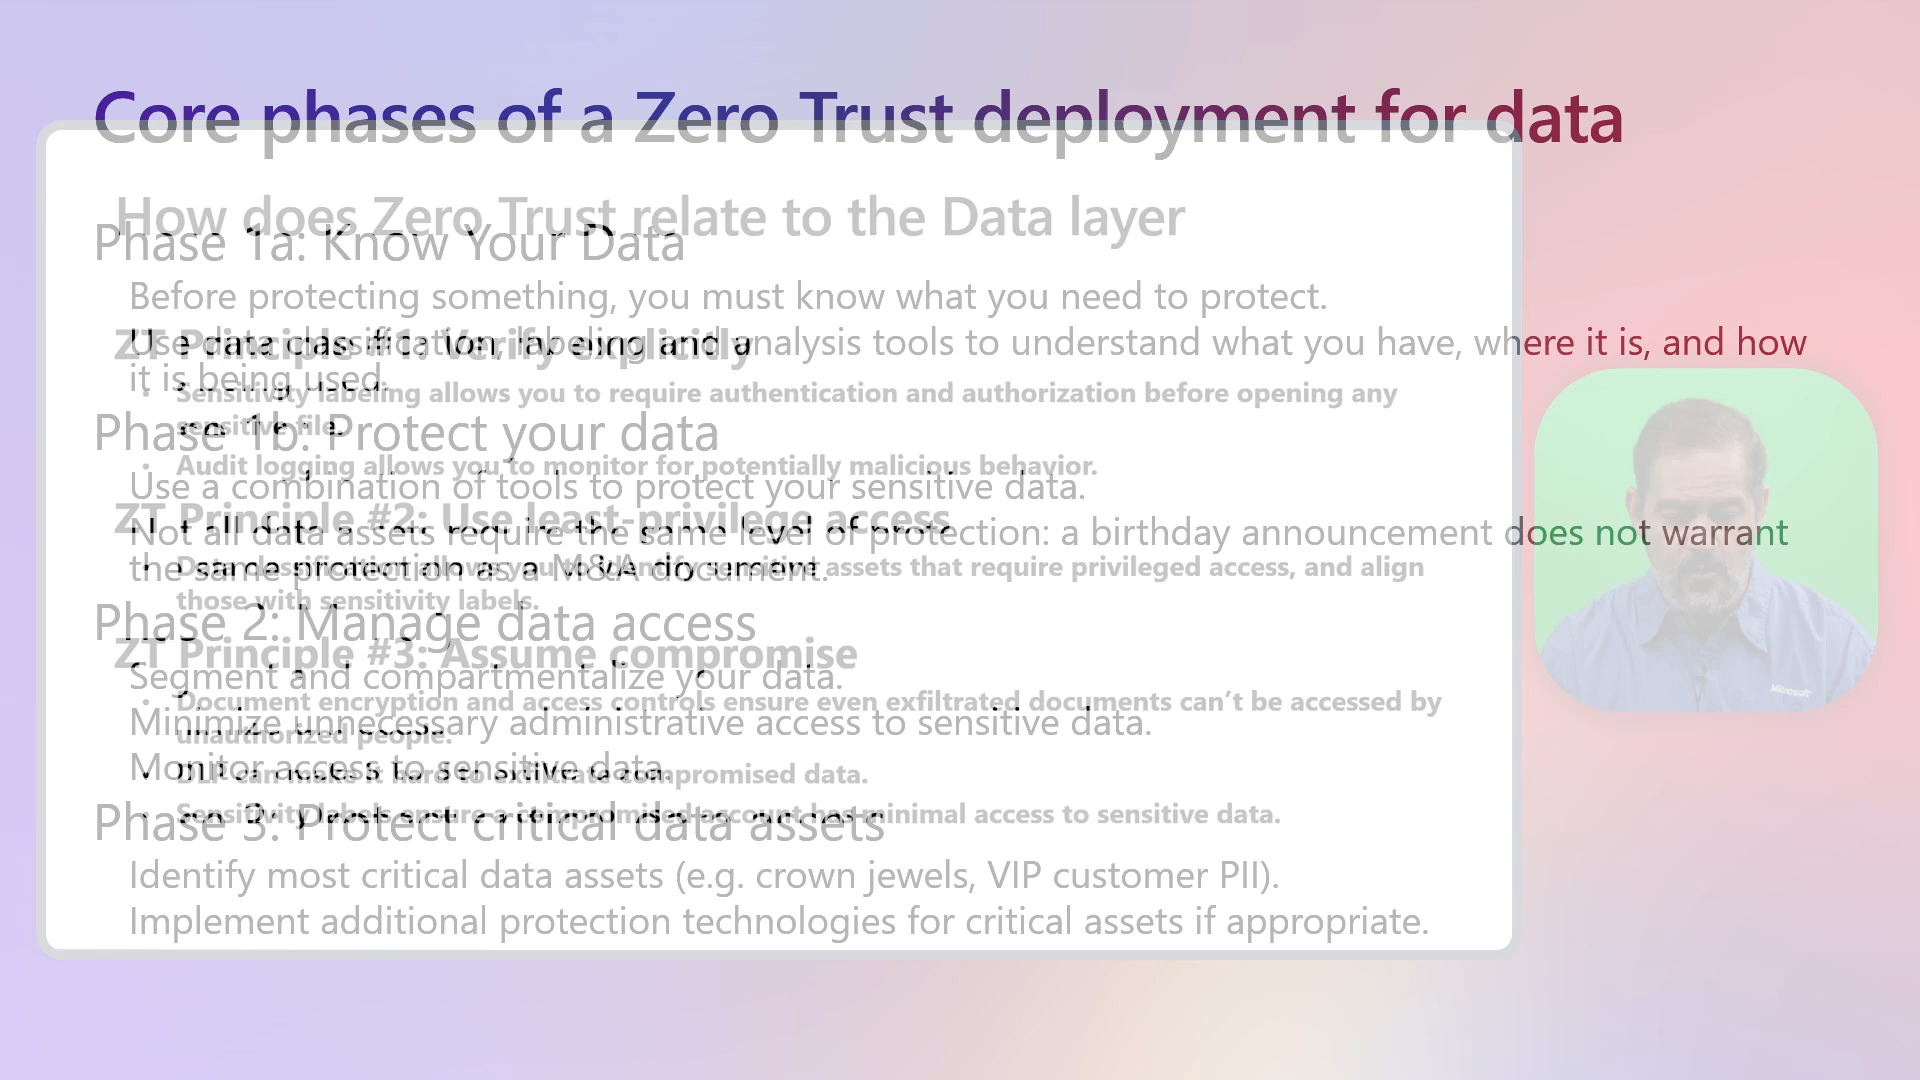 Core phases of a Zero Trust deployment for data
How does Zero Trust relate to the Data layer
Phase 1a: Know Your Data
Before protecting something, you must know what you need to protect.
ZT Principle #1: Verify explicitly
Use data classification, labeling and analysis tools to understand what you have, where it is, and how
it is being used.
• Sensitivity labeling allows you to require authentication and authorization before opening any
sensitive file.
Phase 1b: Protect your data
• Audit logging allows you to monitor for potentially malicious behavior.
Use a combination of tools to protect your sensitive data.
ZT Principle #2: Use least-privilege access
Not all data assets require the same level of protection: a birthday announcement does not warrant
the same protection as a M&A document.
• Data classification allows you to identify sensitive assets that require privileged access, and align
those with sensitivity labels.
Phase 2: Manage data access
ZT Principle #3: Assume compromise
Segment and compartmentalize your data.
• Document encryption and access controls ensure even exfiltrated documents can't be accessed by
unauthorized people.
Minimize unnecessary administrative access to sensitive data.
Monitor access to sensitive data.
• DLP can make it hard to exfiltrate compromised data.
• Sensitivity labels ensure a compromised account has minimal access to sensitive data.
Phase 3: Protect critical data assets
Identify most critical data assets (e.g. crown jewels, VIP customer PII).
Implement additional protection technologies for critical assets if appropriate.
Microsoft